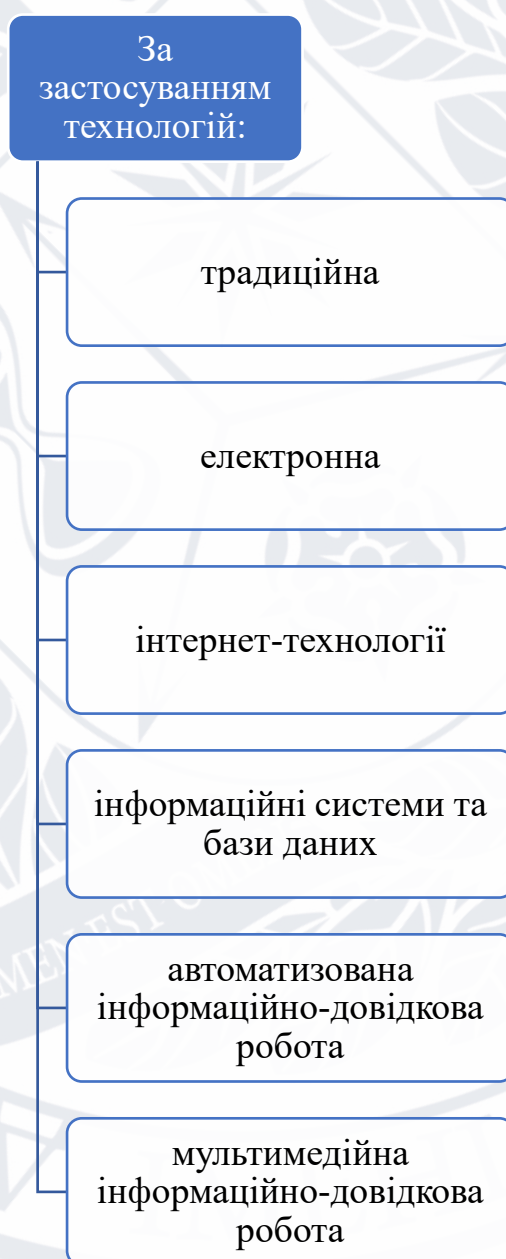 За
застосуванням
технологій:
традиційна
електронна
інтернет-технології
інформаційні системи та
бази даних
автоматизована
інформаційно-довідкова
робота
мультимедійна
інформаційно-довідкова
робота